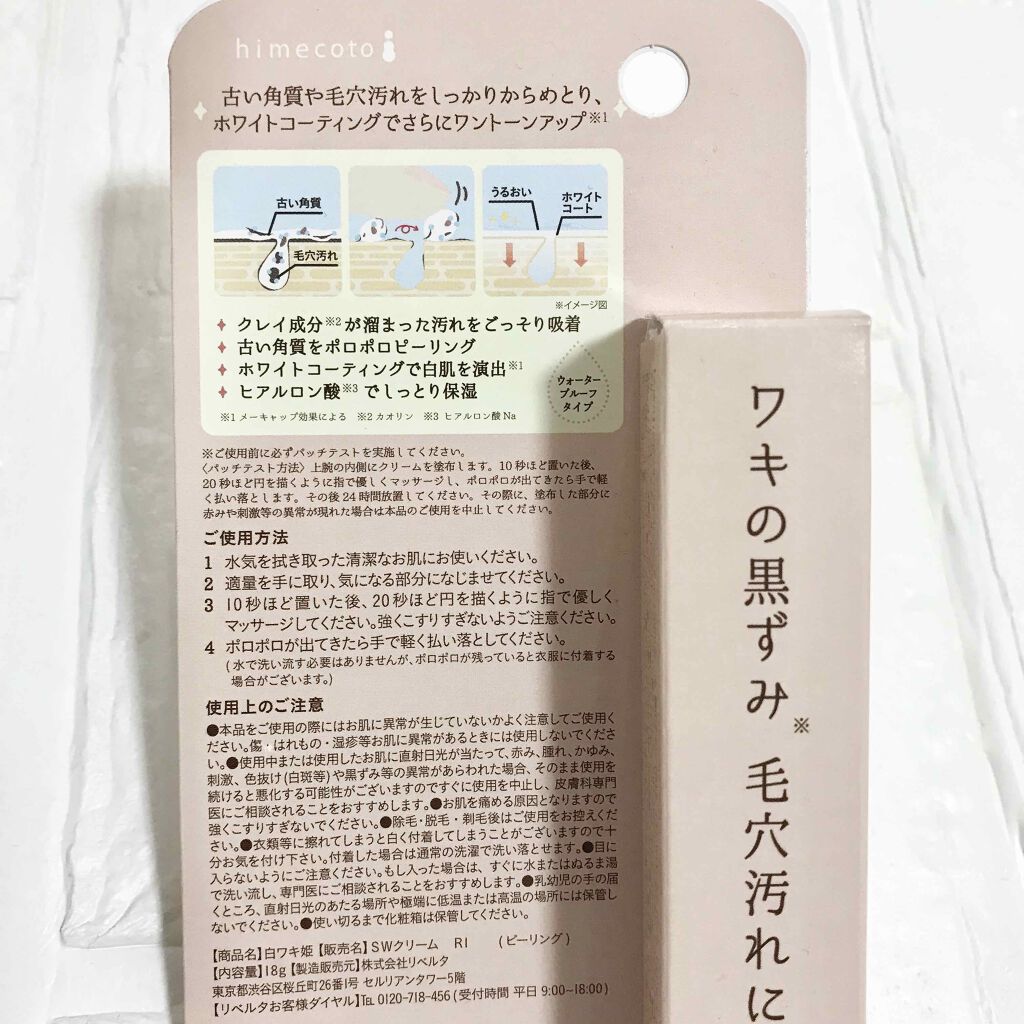 himecoto
古い角質や毛穴汚れをしっかりからめとり、
ホワイトコーティングでさらにワントーンアップ※1
古い角質
毛穴汚れ
うるおい
ホワイト
コート
※イメージ図
クレイ成分※2が溜まった汚れをごっそり吸着
古い角質をポロポロピーリング
ホワイトコーティングで白肌を演出※1
ヒアルロン酸※3でしっとり保湿
ウォーター
プルーフ
タイプ
※1 メーキャップ効果による ※2 カオリン ※3 ヒアルロン酸Na
※ご使用前に必ずパッチテストを実施してください。
〈パッチテスト方法〉上腕の内側にクリームを塗布します。10秒ほど置いた後、
20秒ほど円を描くように指で優しくマッサージし、ポロポロが出てきたら手で軽
く払い落とします。その後24時間放置してください。その際に、塗布した部分に
赤みや刺激等の異常が現れた場合は本品のご使用を中止してください。
ご使用方法
1 水気を拭き取った清潔なお肌にお使いください。
2 適量を手に取り、気になる部分になじませてください。
3 10秒ほど置いた後、20秒ほど円を描くように指で優しく
マッサージしてください。強くこすりすぎないようご注意ください。
4 ポロポロが出てきたら手で軽く払い落としてください。
(水で洗い流す必要はありませんが、ポロポロが残っていると衣服に付着する
場合がございます。)
使用上のご注意
●本品をご使用の際にはお肌に異常が生じていないかよく注意してご使用く
ださい。傷・はれもの・湿疹等お肌に異常があるときには使用しないでくださ
い。●使用中または使用したお肌に直射日光が当たって、赤み、腫れ、かゆみ、
刺激、色抜け(白斑等)や黒ずみ等の異常があらわれた場合、そのまま使用を
続けると悪化する可能性がございますのですぐに使用を中止し、皮膚科専門
医にご相談されることをおすすめします。●お肌を痛める原因となりますので
強くこすりすぎないでください。●除毛・脱毛・剃毛後はご使用をお控えくだ
さい。●衣類等に擦れてしまうと白く付着してしまうことがございますので十
分お気を付け下さい。付着した場合は通常の洗濯で洗い落とせます。●目に
入らないようにご注意ください。もし入った場合は、すぐに水またはぬるま湯
で洗い流し、専門医にご相談されることをおすすめします。●乳幼児の手の届
くところ、直射日光のあたる場所や極端に低温または高温の場所には保管し
ないでください。●使い切るまで化粧箱は保管してください。
【商品名】白ワキ姫【販売名】SWクリーム RI (ピーリング)
【内容量】18g【製造販売元】株式会社リベルタ
東京都渋谷区桜丘町26番1号 セルリアンタワー5階
【リベルタお客様ダイヤル】TEL 0120-718-456(受付時間 平日 9:00~18:00)
ワキの黒ずみ※ 毛穴汚れに